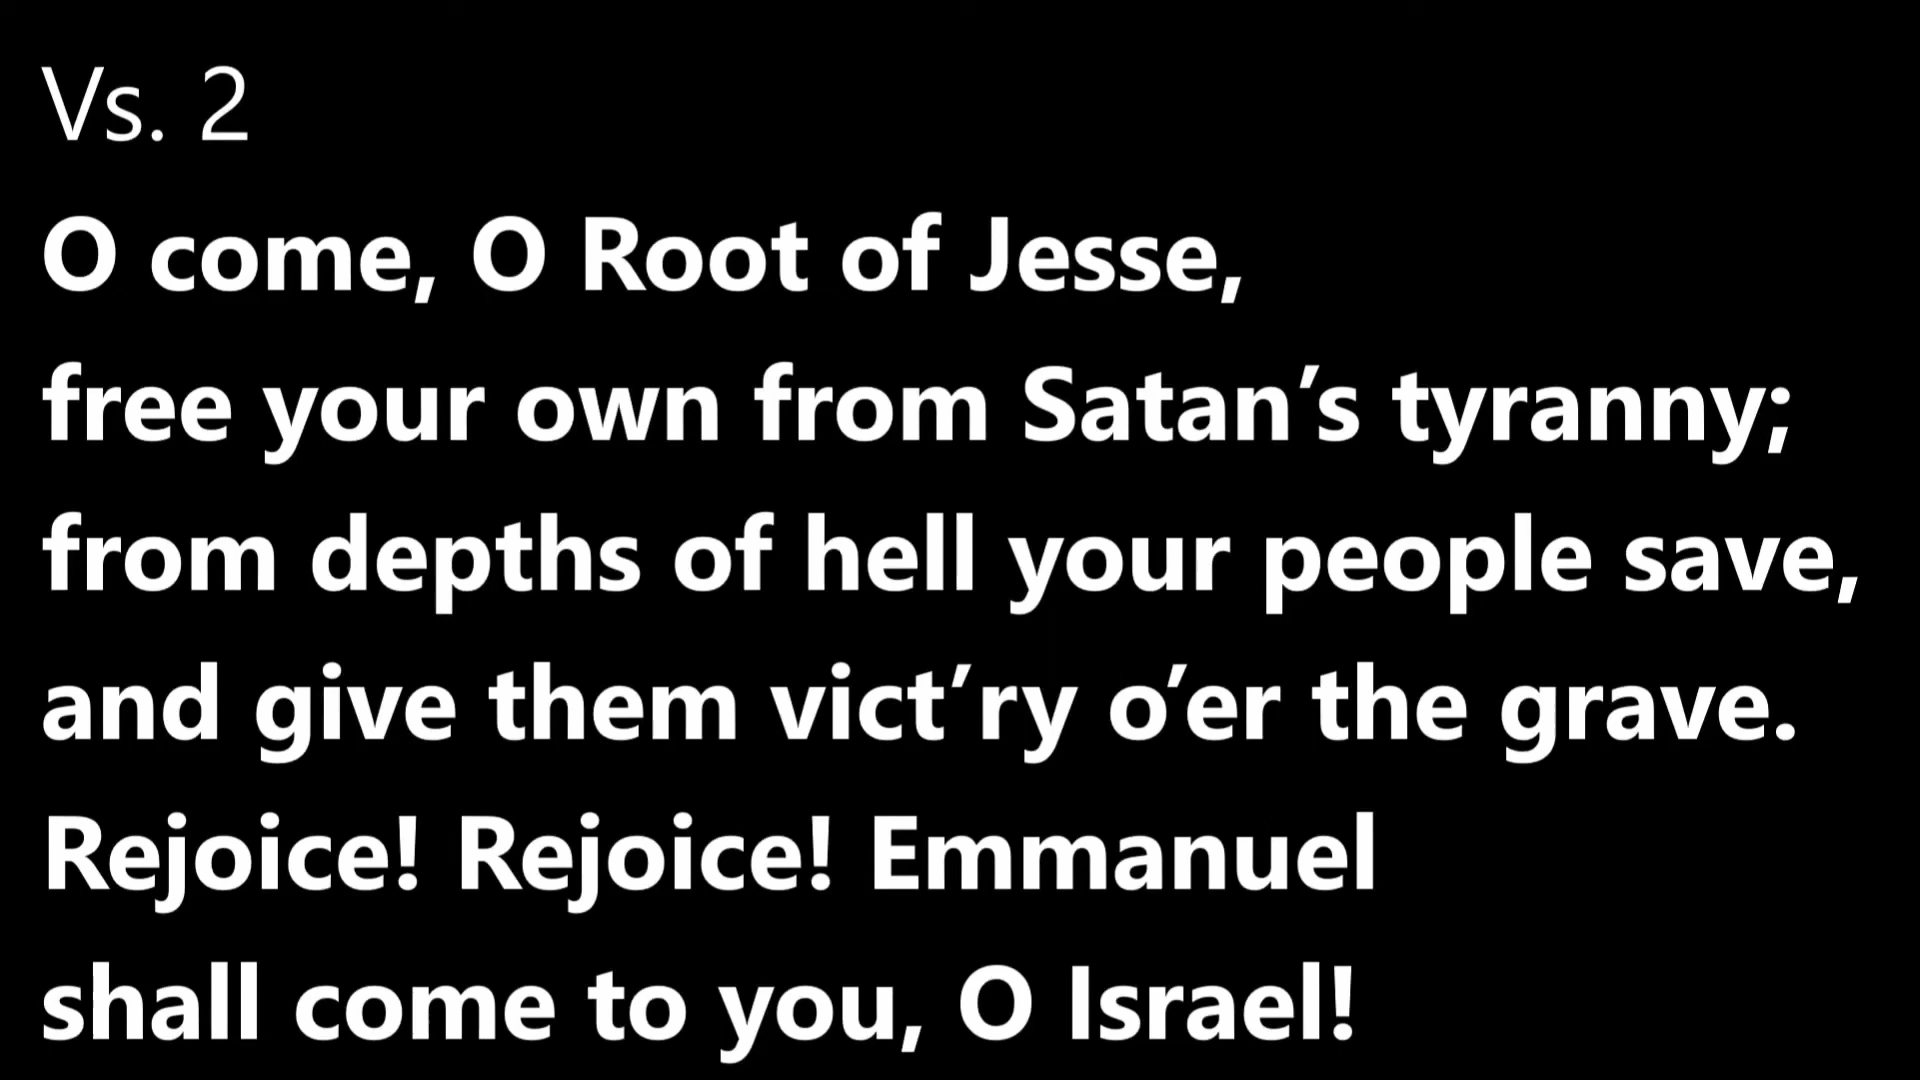 Vs. 2
O come, O Root of Jesse,
free your own from Satan’s tyranny;
from depths of hell your people save,
and give them vict’ry o’er the grave.
Rejoice! Rejoice! Emmanuel
shall come to you, O Israel!